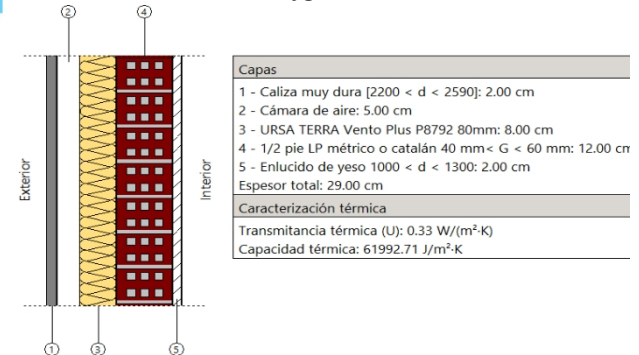 2
4
Capas
1 - Caliza muy dura [2200 < d < 2590]: 2.00 cm
2 - Cámara de aire: 5.00 cm
3 - URSA TERRA Vento Plus P8792 80mm: 8.00 cm
4 - 1/2 pie LP métrico o catalán 40 mm< G < 60 mm: 12.00 cm
5 - Enlucido de yeso 1000 < d < 1300: 2.00 cm
Espesor total: 29.00 cm
Caracterización térmica
Transmitancia térmica (U): 0.33 W/(m²·K)
Capacidad térmica: 61992.71 J/m²·K
Exterior
Interior
1
3
5